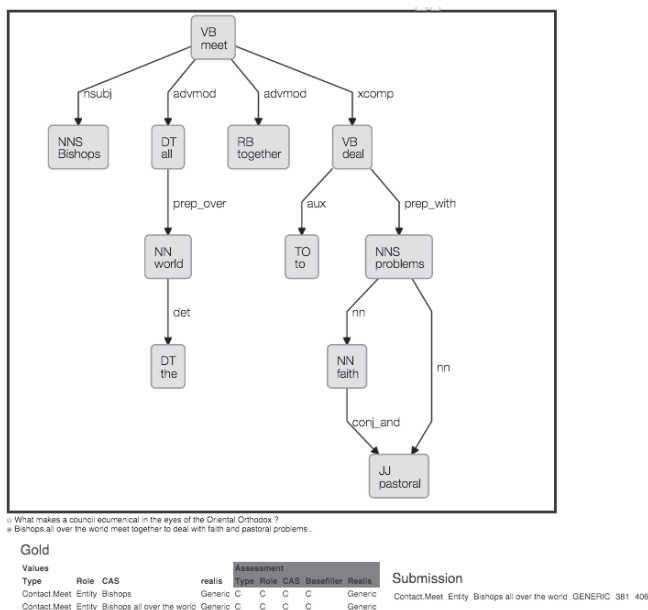 VB
meet
nsubj
advmod
advmod
xcomp
NNS
Bishops
DT
all
RB
together
VB
deal
prep_over
aux
prep_with
NN
world
TO
to
NNS
problems
det
nn
nn
DT
the
NN
faith
conj_and
JJ
pastoral
What makes a council ecumenical in the eyes of the Oriental Orthodox ?
Bishops all over the world meet together to deal with faith and pastoral problems .
Gold
Values Assessment
Type Role CAS realis Type Role CAS Basefiller Realis
Contact.Meet Entity Bishops Generic C C C C Generic
Contact.Meet Entity Bishops all over the world Generic C C C C Generic
Submission
Contact.Meet Entity Bishops all over the world GENERIC 381 406